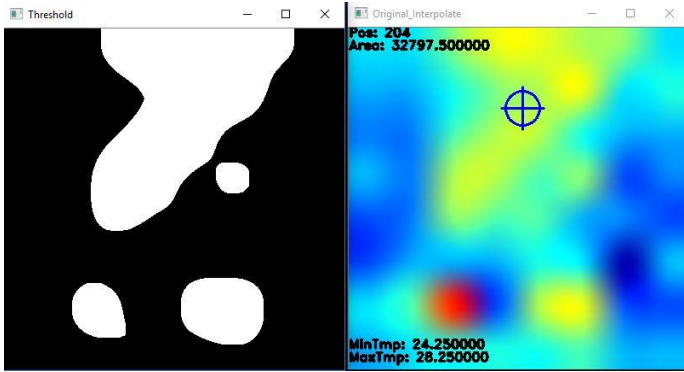 Threshold
Original_Interpolate
Pos: 204
Area: 32797.500000
MinTmp: 24.250000
MaxTmp: 28.250000